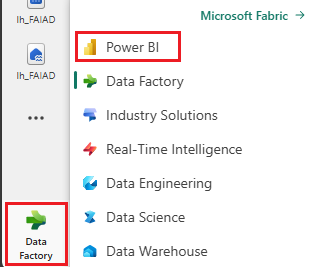 Microsoft Fabric →
lh_FAIAD
Power BI
lh_FAIAD
Data Factory
Industry Solutions
Real-Time Intelligence
Data Engineering
Data Science
Data Warehouse
Data
Factory